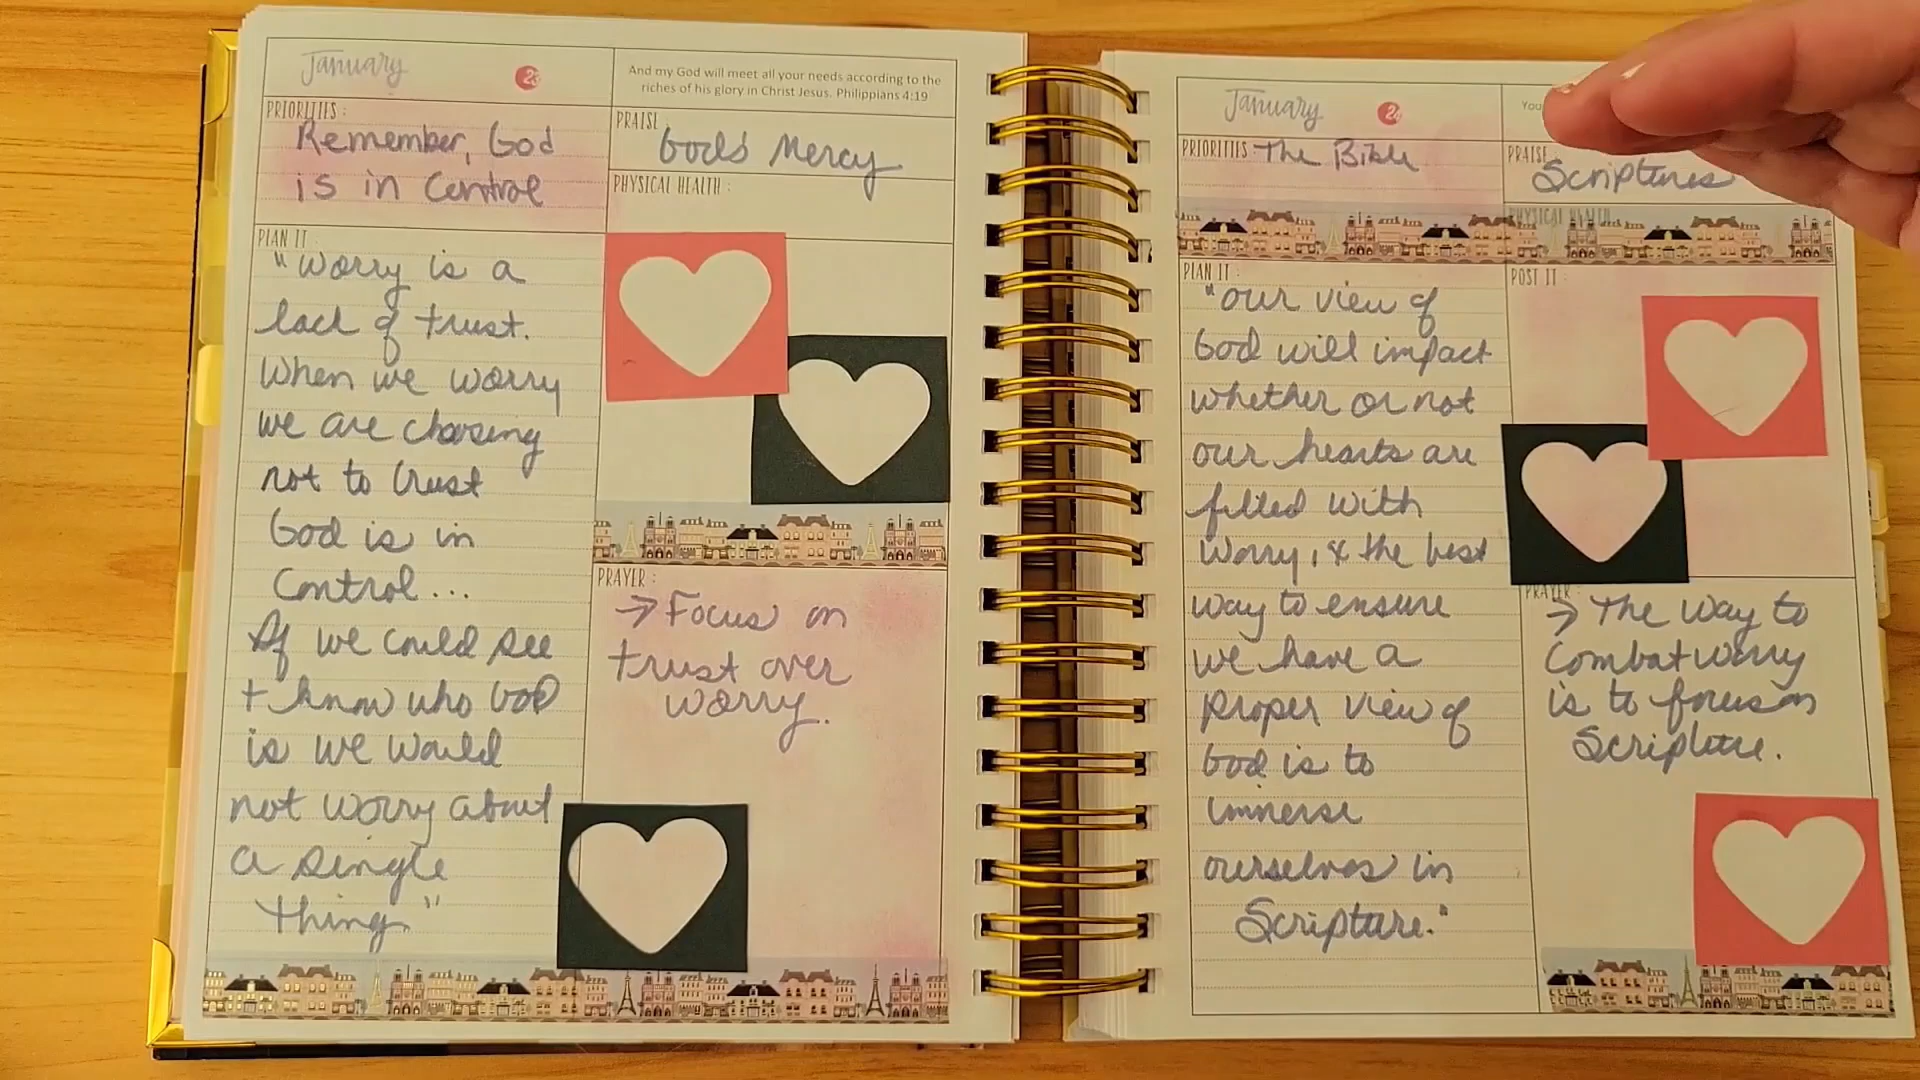 January 23
And my God will meet all your needs according to the
riches of his glory in Christ Jesus. Philippians 4:19
PRIORITIES:
Remember, God
is in Control
PRAISE:
God's Mercy
PHYSICAL HEALTH:
PLAN IT:
"Worry is a
lack of trust.
When we worry
we are choosing
not to trust
God is in
Control...
If we could see
+ know who God
is we would
not worry about
a single
thing"
PRAYER:
→ Focus on
trust over
worry.
January 24
You
PRIORITIES: The Bible
PRAISE
Scriptures
PHYSICAL HEALTH:
PLAN IT:
"our view of
God will impact
whether or not
our hearts are
filled with
worry, & the best
way to ensure
we have a
proper view of
God is to
immerse
ourselves in
Scripture."
POST IT:
PRAYER:
→ The way to
combat worry
is to focus on
Scripture.